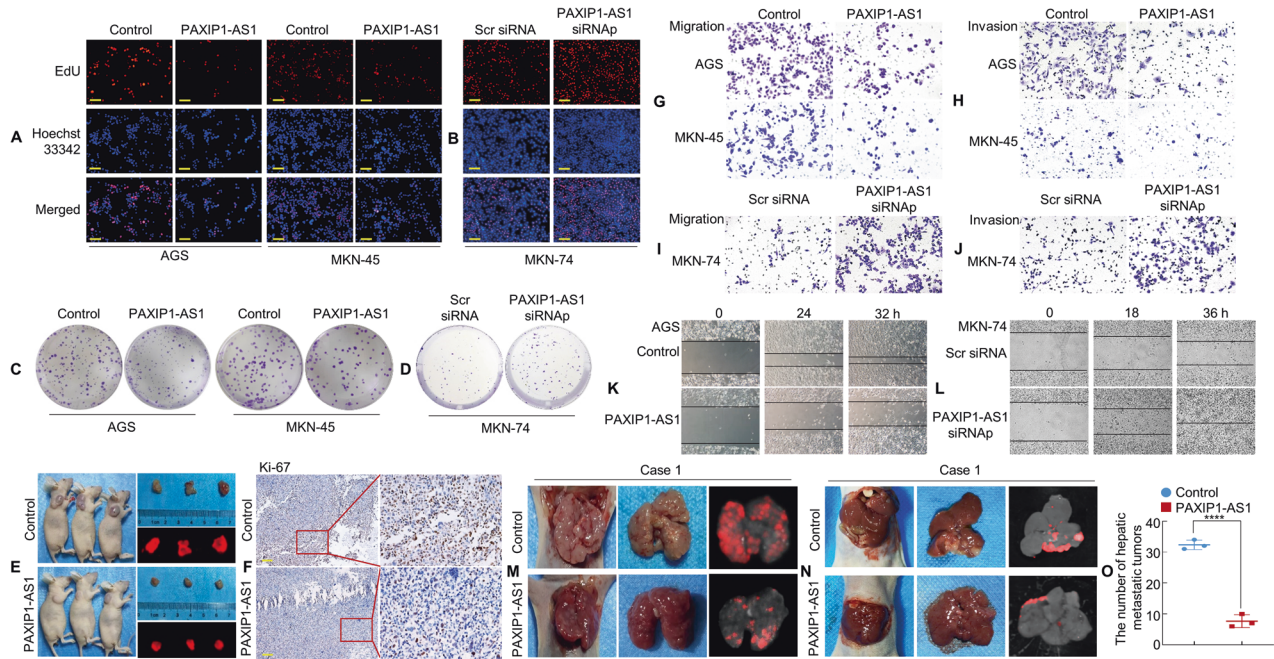 Control PAXIP1-AS1 Control PAXIP1-AS1
EdU
Hoechst
33342
Merged
A
AGS
MKN-45
Scr siRNA
PAXIP1-AS1
siRNAp
B
MKN-74
Control PAXIP1-AS1 Control PAXIP1-AS1
C
AGS
MKN-45
Scr
siRNA
PAXIP1-AS1
siRNAp
D
MKN-74
Control
E
PAXIP1-AS1
Ki-67
Control
F
PAXIP1-AS1
Control PAXIP1-AS1
Migration
AGS
G
MKN-45
Control PAXIP1-AS1
Invasion
AGS
H
MKN-45
Scr siRNA
PAXIP1-AS1
siRNAp
Migration
I
MKN-74
Scr siRNA
PAXIP1-AS1
siRNAp
Invasion
J
MKN-74
0 24 32 h
AGS
Control
K
PAXIP1-AS1
0 18 36 h
MKN-74
Scr siRNA
L
PAXIP1-AS1
siRNAp
Case 1
Control
M
PAXIP1-AS1
Case 1
Control
N
PAXIP1-AS1
Control
PAXIP1-AS1
O
The number of hepatic
metastatic tumors
****
40
30
20
10
0